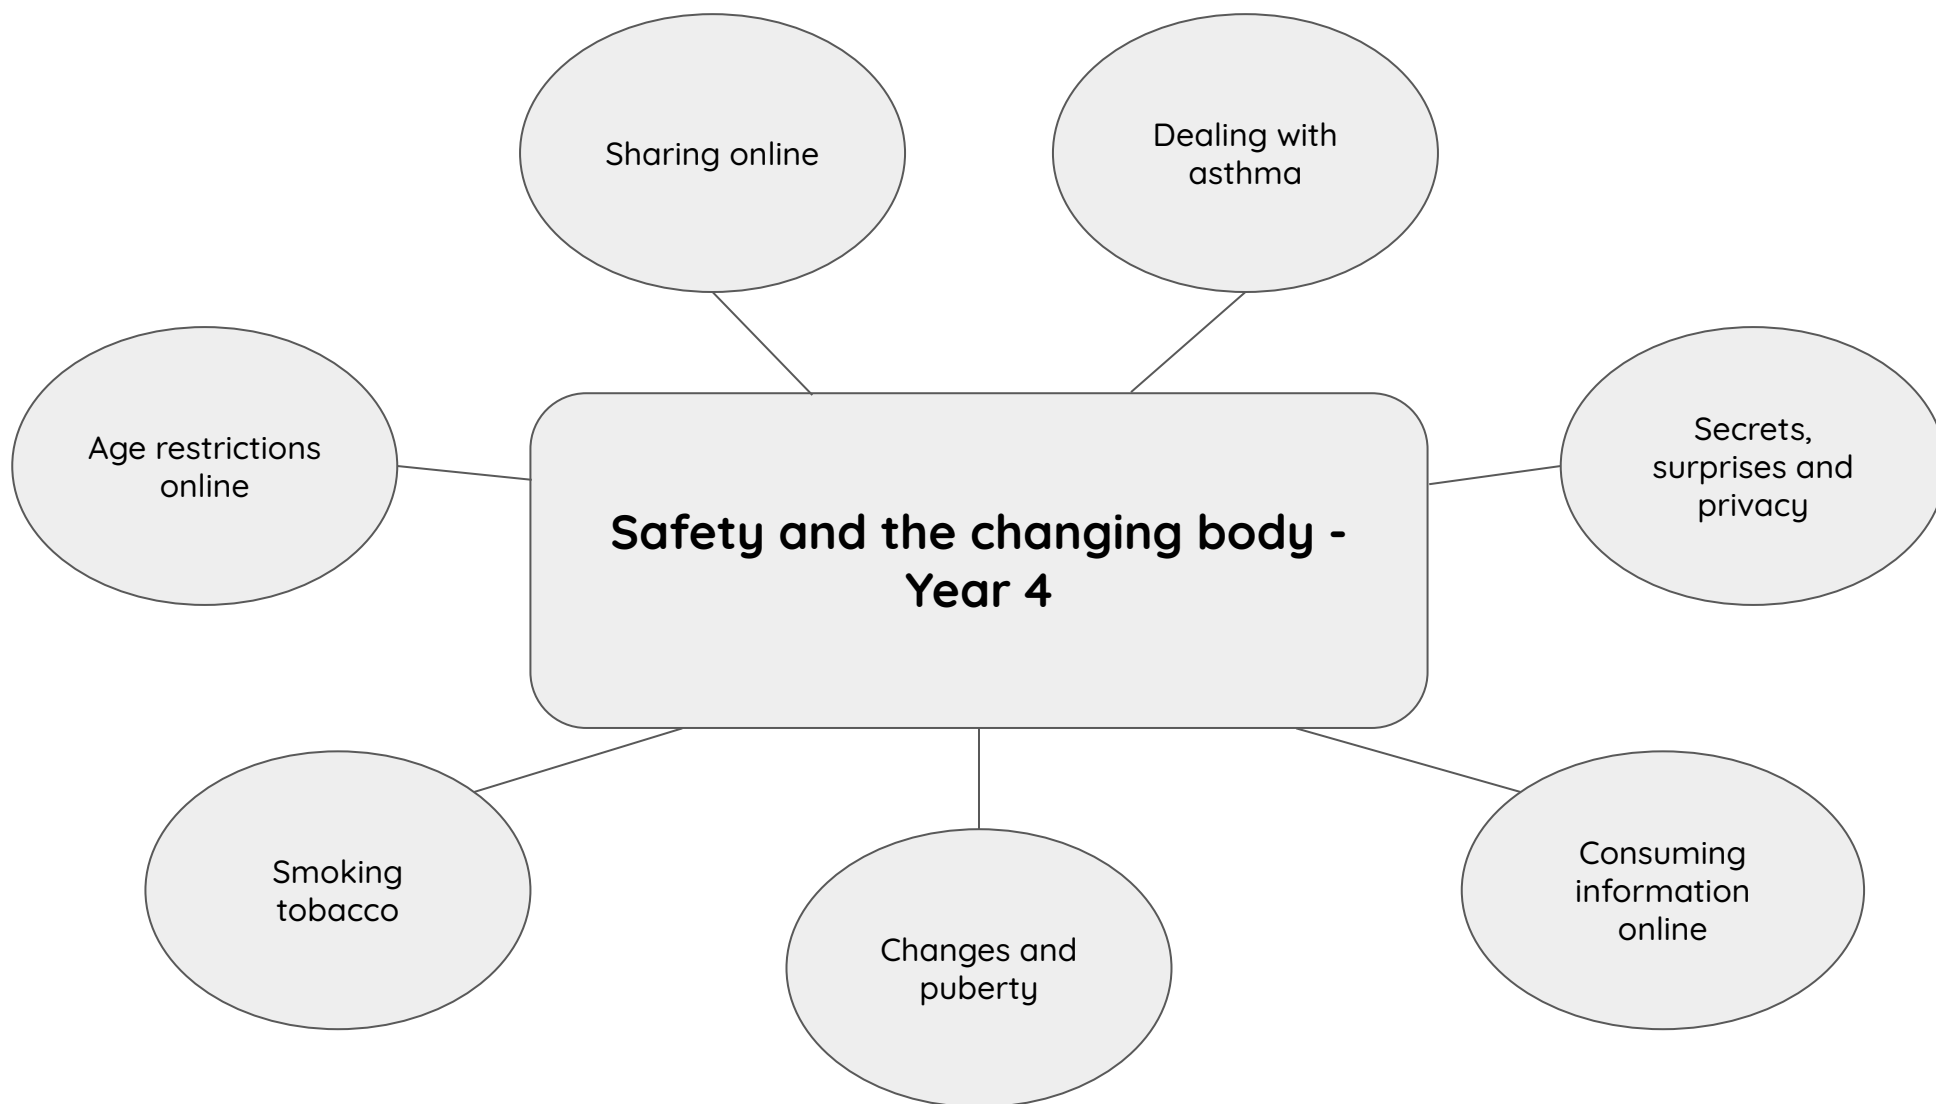 Sharing online
Dealing with
asthma
Age restrictions
online
Secrets,
surprises and
privacy
Safety and the changing body -
Year 4
Smoking
tobacco
Changes and
puberty
Consuming
information
online